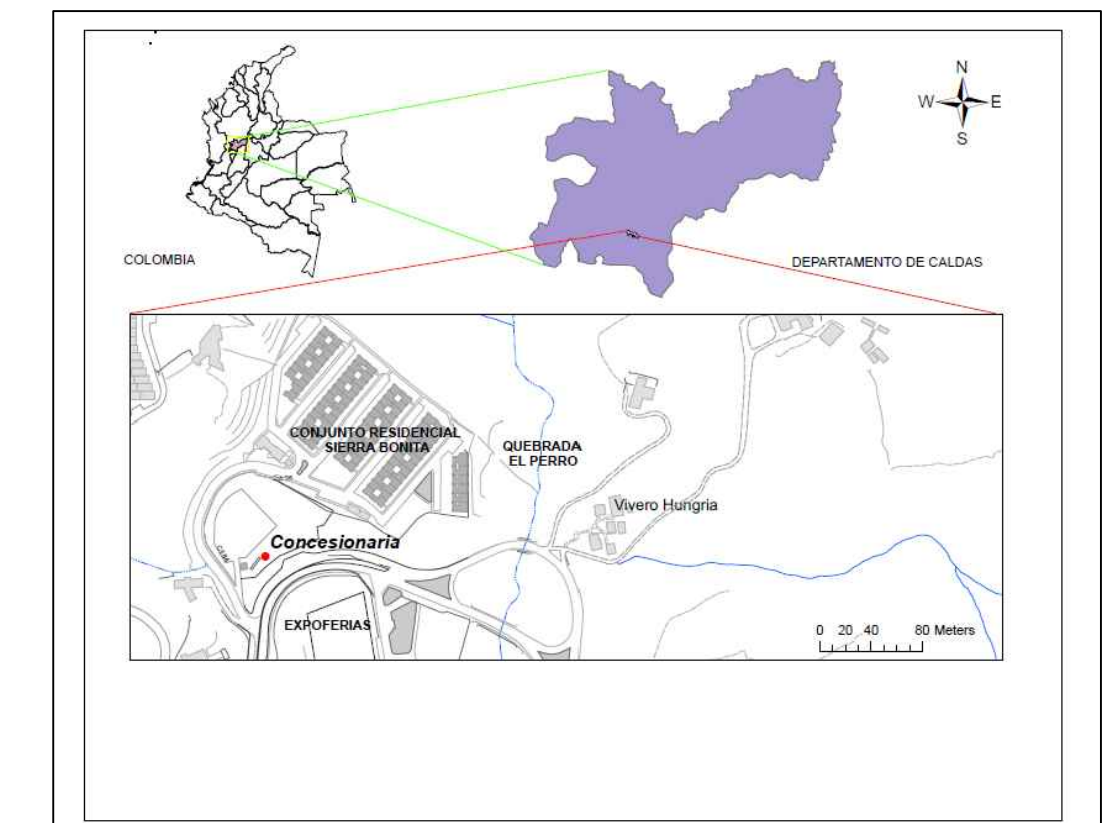 N
W E
S
COLOMBIA
DEPARTAMENTO DE CALDAS
CONJUNTO RESIDENCIAL
SIERRA BONITA
QUEBRADA
EL PERRO
Vivero Hungria
Concesionaria
EXPOFERIAS
0 20 40 80 Meters